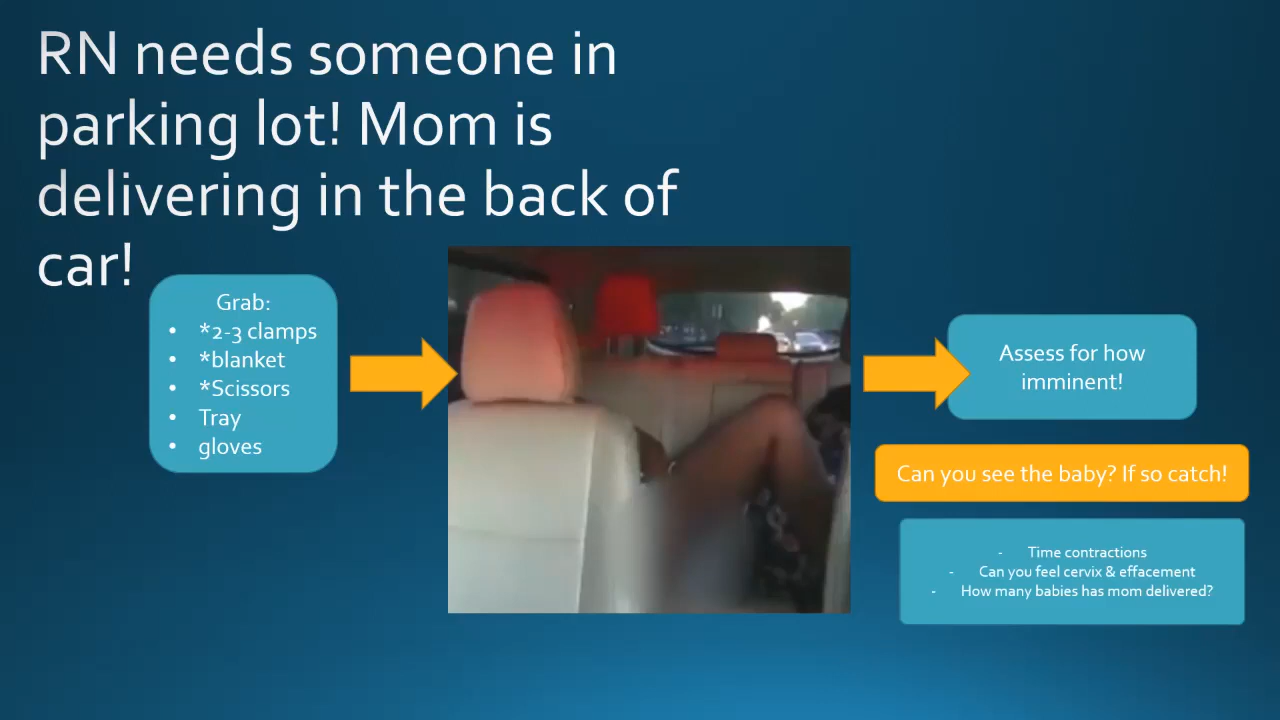 RN needs someone in
parking lot! Mom is
delivering in the back of
car!
Grab:
• *2-3 clamps
• *blanket
• *Scissors
• Tray
• gloves
Assess for how
imminent!
Can you see the baby? If so catch!
- Time contractions
- Can you feel cervix & effacement
- How many babies has mom delivered?